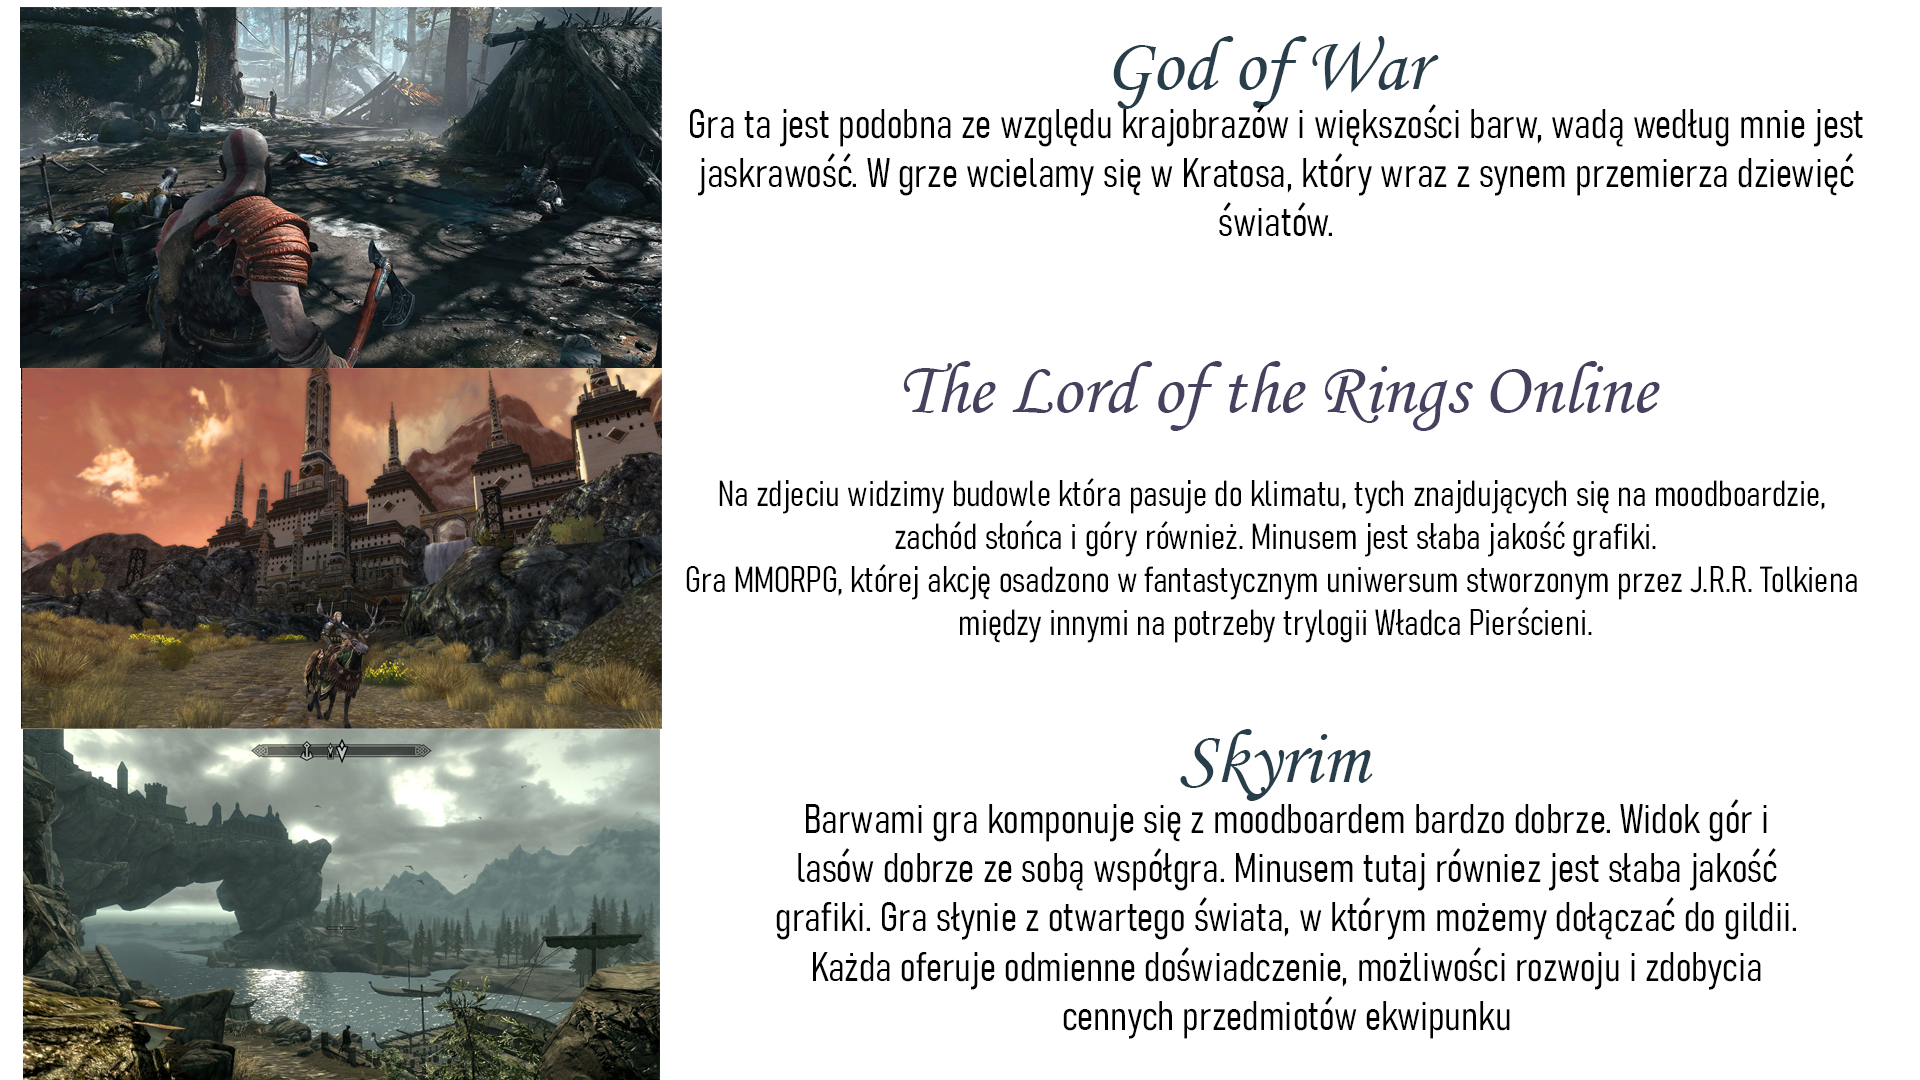 God of War
Gra ta jest podobna ze względu krajobrazów i większości barw, wadą według mnie jest
jaskrawość. W grze wcielamy się w Kratosa, który wraz z synem przemierza dziewięć
światów.
The Lord of the Rings Online
Na zdjeciu widzimy budowle która pasuje do klimatu, tych znajdujących się na moodboardzie,
zachód słońca i góry również. Minusem jest słaba jakość grafiki.
Gra MMORPG, której akcję osadzono w fantastycznym uniwersum stworzonym przez J.R.R. Tolkiena
między innymi na potrzeby trylogii Władca Pierścieni.
Skyrim
Barwami gra komponuje się z moodboardem bardzo dobrze. Widok gór i
lasów dobrze ze sobą współgra. Minusem tutaj równiez jest słaba jakość
grafiki. Gra słynie z otwartego świata, w którym możemy dołączać do gildii.
Każda oferuje odmienne doświadczenie, możliwości rozwoju i zdobycia
cennych przedmiotów ekwipunku